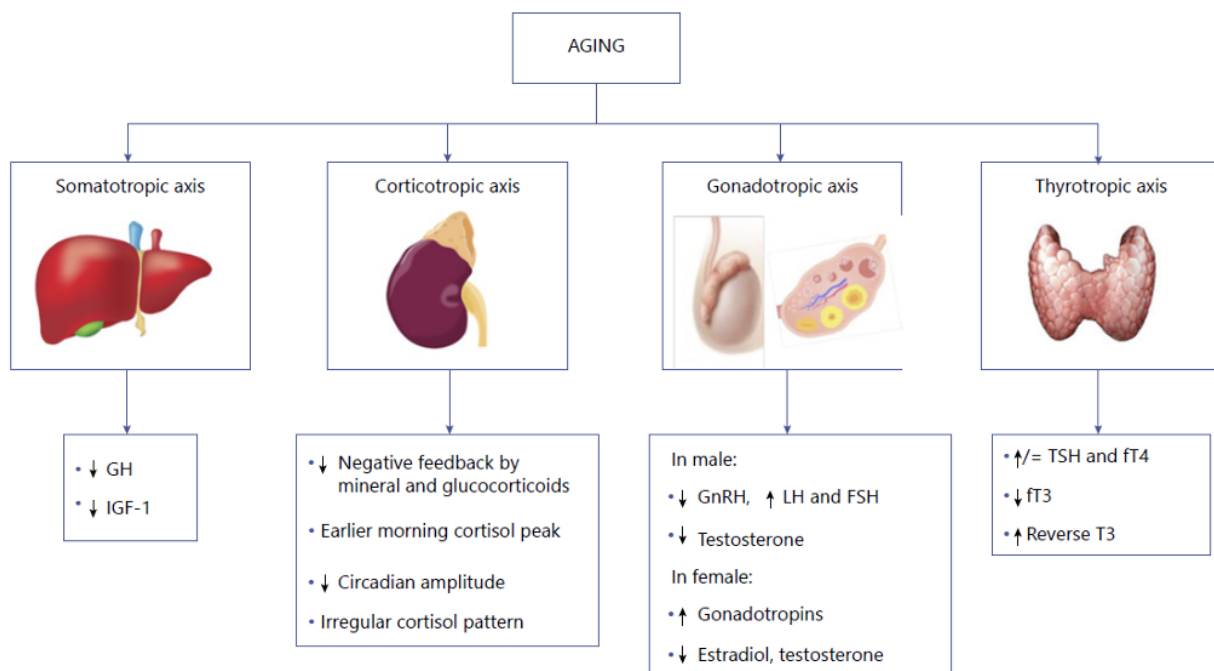 AGING
Somatotropic axis
Corticotropic axis
Gonadotropic axis
Thyrotropic axis
• ↓ GH
• ↓ IGF-1
• ↓ Negative feedback by
mineral and glucocorticoids
• Earlier morning cortisol peak
• ↓ Circadian amplitude
• Irregular cortisol pattern
In male:
• ↓ GnRH, ↑ LH and FSH
• ↓ Testosterone
In female:
• ↑ Gonadotropins
• ↓ Estradiol, testosterone
• ↑/= TSH and fT4
• ↓ fT3
• ↑ Reverse T3